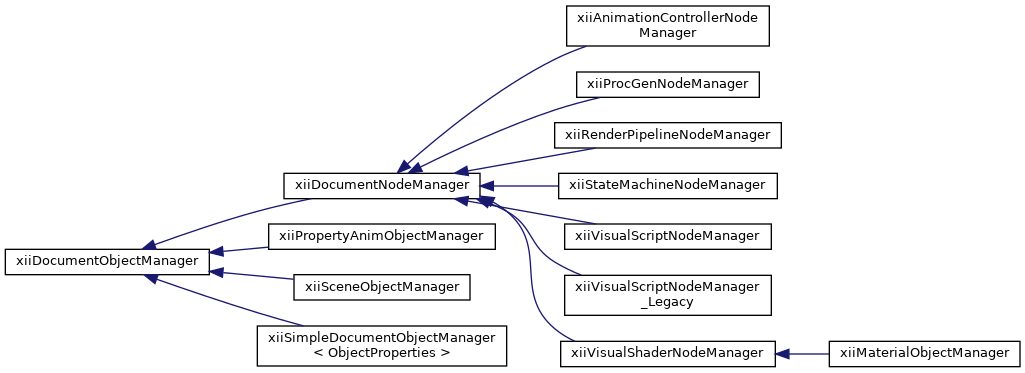 xiiAnimationControllerNode
Manager
xiiProcGenNodeManager
xiiRenderPipelineNodeManager
xiiDocumentNodeManager
xiiStateMachineNodeManager
xiiPropertyAnimObjectManager
xiiVisualScriptNodeManager
xiiDocumentObjectManager
xiiSceneObjectManager
xiiVisualScriptNodeManager
_Legacy
xiiSimpleDocumentObjectManager
< ObjectProperties >
xiiVisualShaderNodeManager
xiiMaterialObjectManager